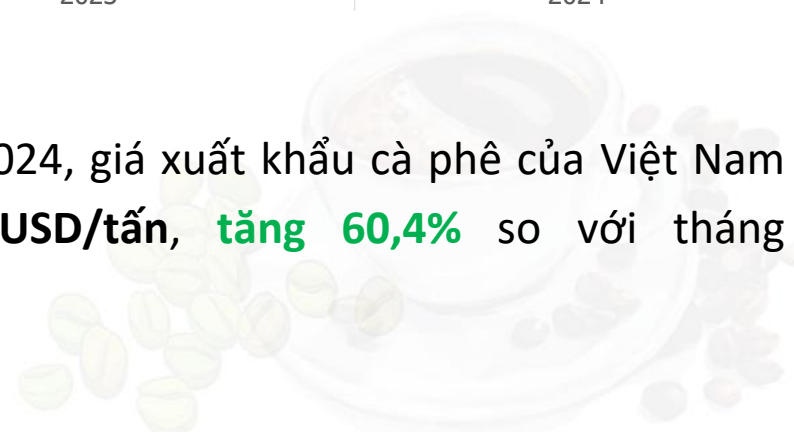 024, giá xuất khẩu cà phê của Việt Nam
USD/tấn, tăng 60,4% so với tháng